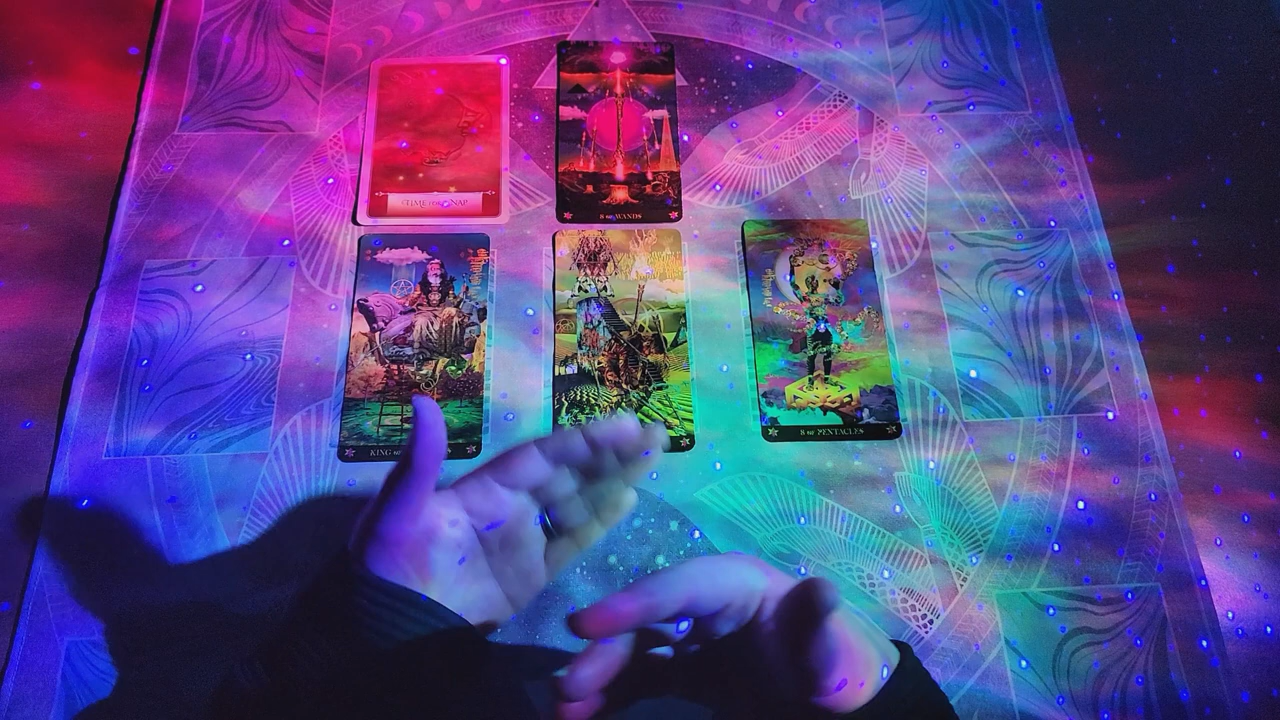 TIME FOR A NAP
8 OF WANDS
KING
8 OF PENTACLES